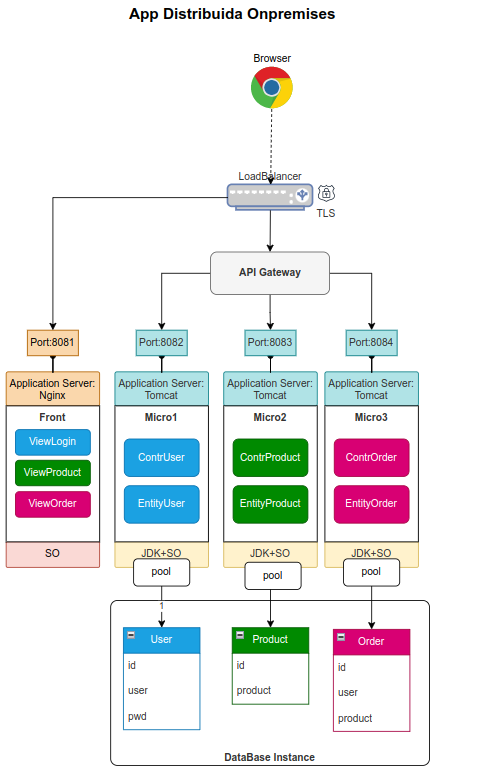 App Distribuida Onpremises
Browser
LoadBalancer
TLS
API Gateway
Port:8081
Port:8082
Port:8083
Port:8084
Application Server:
Nginx
Application Server:
Tomcat
Application Server:
Tomcat
Application Server:
Tomcat
Front
Micro1
Micro2
Micro3
ViewLogin
ViewProduct
ViewOrder
ContrUser
ContrProduct
ContrOrder
EntityUser
EntityProduct
EntityOrder
SO
JDK+SO
JDK+SO
JDK+SO
pool
pool
pool
1
User
Product
Order
id
user
pwd
id
product
id
user
product
DataBase Instance